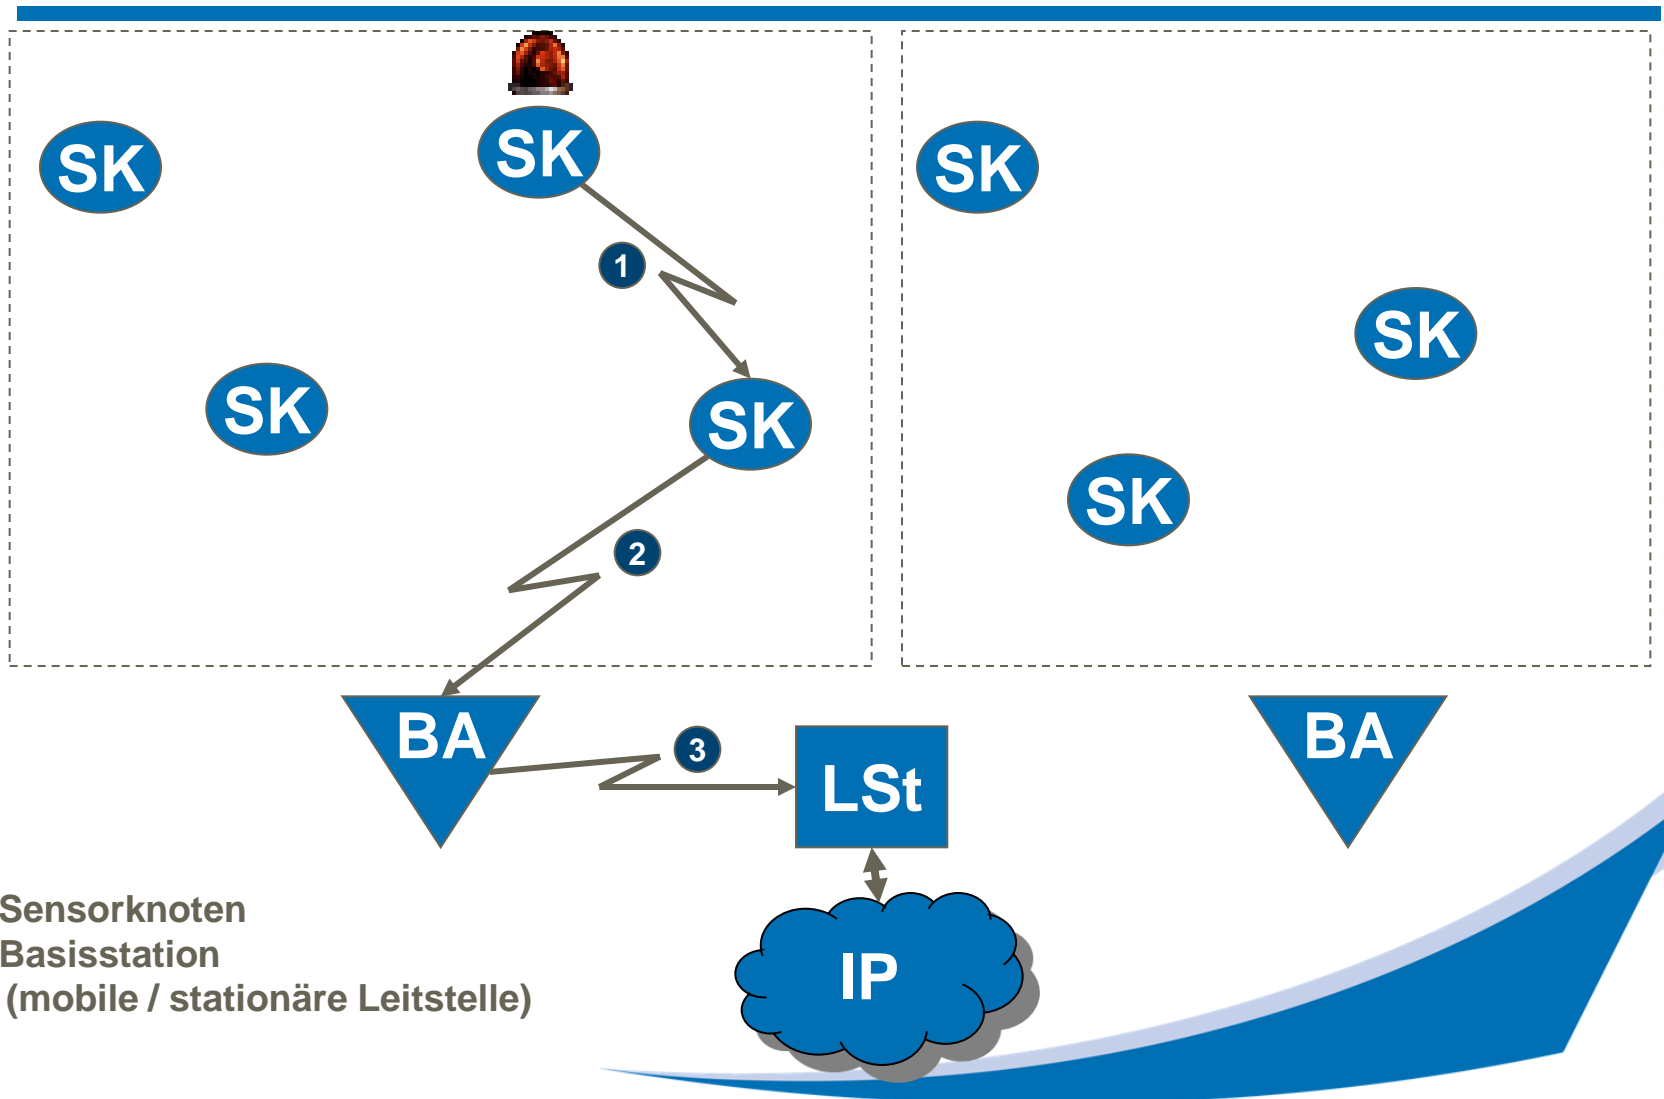 SK
SK
SK
1
SK
SK
SK
SK
2
BA
3
LSt
BA
Sensorknoten
Basisstation
(mobile / stationäre Leitstelle)
IP